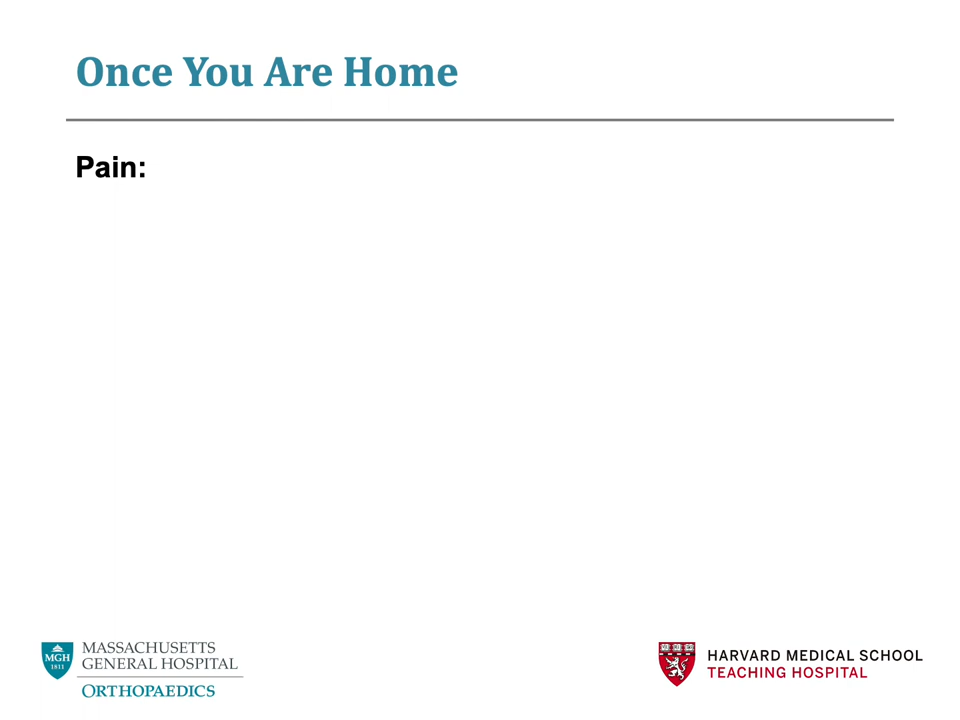 Once You Are Home
Pain:
MGH
1811
MASSACHUSETTS
GENERAL HOSPITAL
ORTHOPAEDICS
HARVARD MEDICAL SCHOOL
TEACHING HOSPITAL